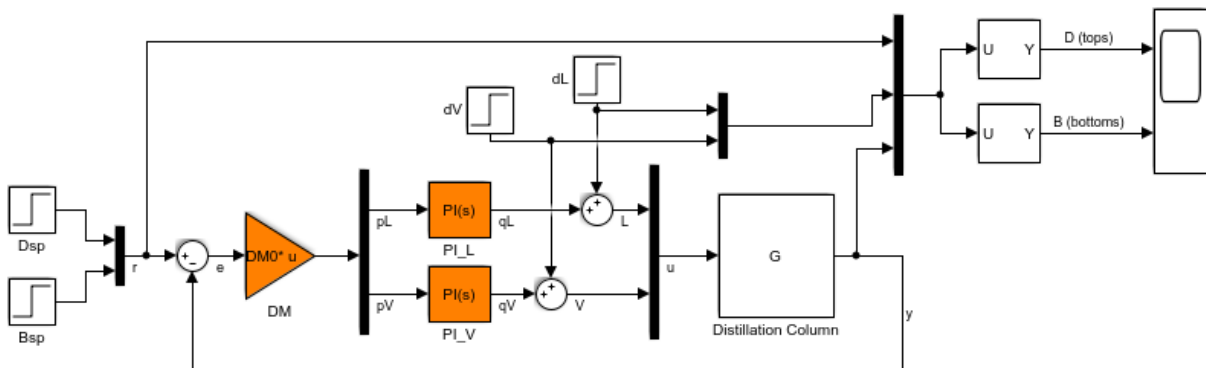 D (tops)
U Y
dL
dV
B (bottoms)
U Y
Dsp
r
Bsp
e
DM0* u
DM
pL
PI(s)
qL
PI_L
L
pV
PI(s)
qV
PI_V
V
u
G
Distillation Column
y
+
−
+
+
+
+